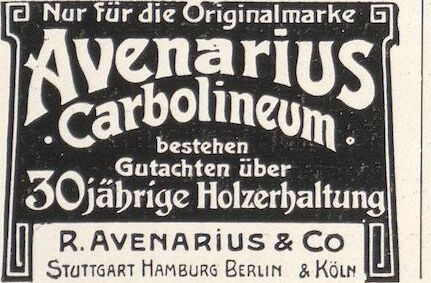 Nur für die Originalmarke
Avenarius
Carbolineum.
bestehen
Gutachten über
30jährige Holzerhaltung
R. AVENARIUS & CO
STUTTGART HAMBURG BERLIN & KÖLN